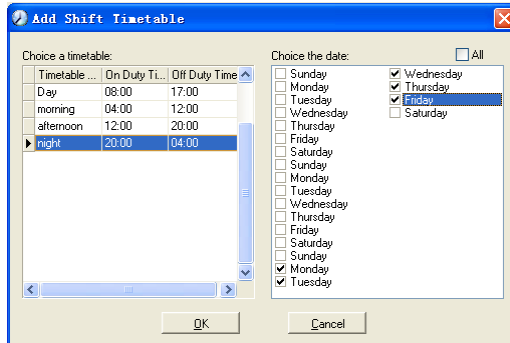 Add Shift Timetable
Choice a timetable:
Timetable ... On Duty Ti... Off Duty Time
Day 08:00 17:00
morning 04:00 12:00
afternoon 12:00 20:00
night 20:00 04:00
Choice the date:
All
Sunday
Monday
Tuesday
Wednesday
Thursday
Friday
Saturday
Sunday
Monday
Tuesday
Wednesday
Thursday
Friday
Saturday
Sunday
Monday
Tuesday
Wednesday
Thursday
Friday
Saturday
OK
Cancel